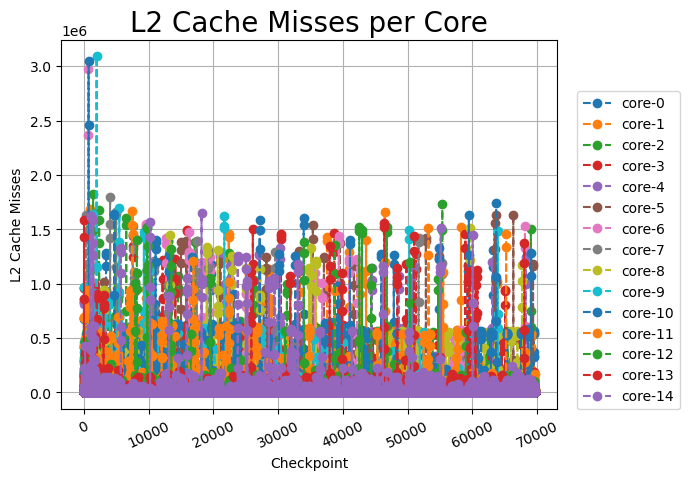 L2 Cache Misses per Core
1e6
3.0
2.5
2.0
1.5
1.0
0.5
0.0
L2 Cache Misses
0
10000
20000
30000
40000
50000
60000
70000
Checkpoint
core-0
core-1
core-2
core-3
core-4
core-5
core-6
core-7
core-8
core-9
core-10
core-11
core-12
core-13
core-14